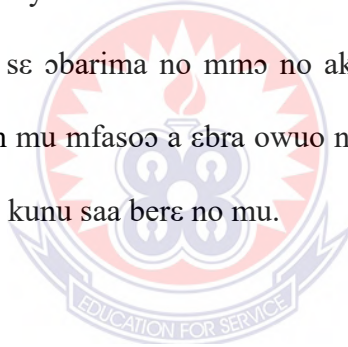 y
sɛ ɔbarima no mmɔ no ak
mu mfasoɔ a ɛbra owuo n
kunu saa berɛ no mu.
EDUCATION FOR SERVICE